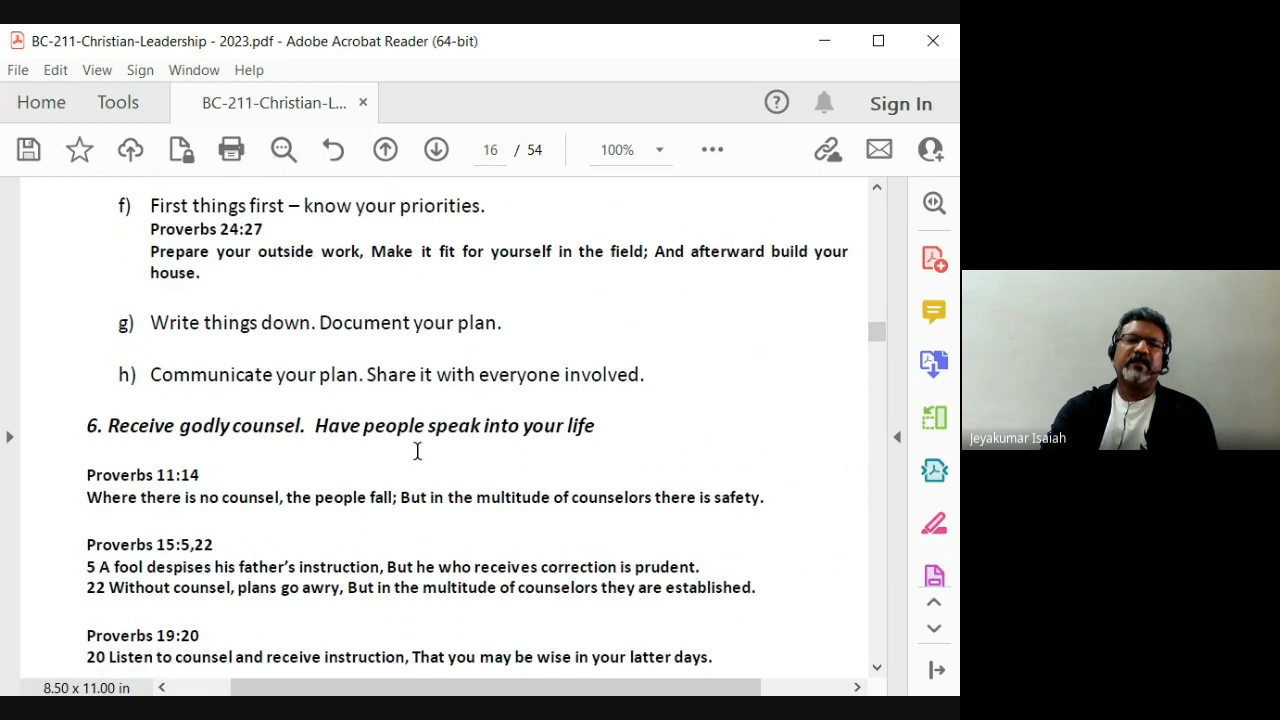 BC-211-Christian-Leadership - 2023.pdf - Adobe Acrobat Reader (64-bit)
File Edit View Sign Window Help
Home Tools BC-211-Christian-L... × Sign In
16 / 54 100%
f) First things first – know your priorities.
Proverbs 24:27
Prepare your outside work, Make it fit for yourself in the field; And afterward build your
house.
g) Write things down. Document your plan.
h) Communicate your plan. Share it with everyone involved.
6. Receive godly counsel. Have people speak into your life
Proverbs 11:14
Where there is no counsel, the people fall; But in the multitude of counselors there is safety.
Proverbs 15:5,22
5 A fool despises his father’s instruction, But he who receives correction is prudent.
22 Without counsel, plans go awry, But in the multitude of counselors they are established.
Proverbs 19:20
20 Listen to counsel and receive instruction, That you may be wise in your latter days.
8.50 x 11.00 in
Jeyakumar Isaiah